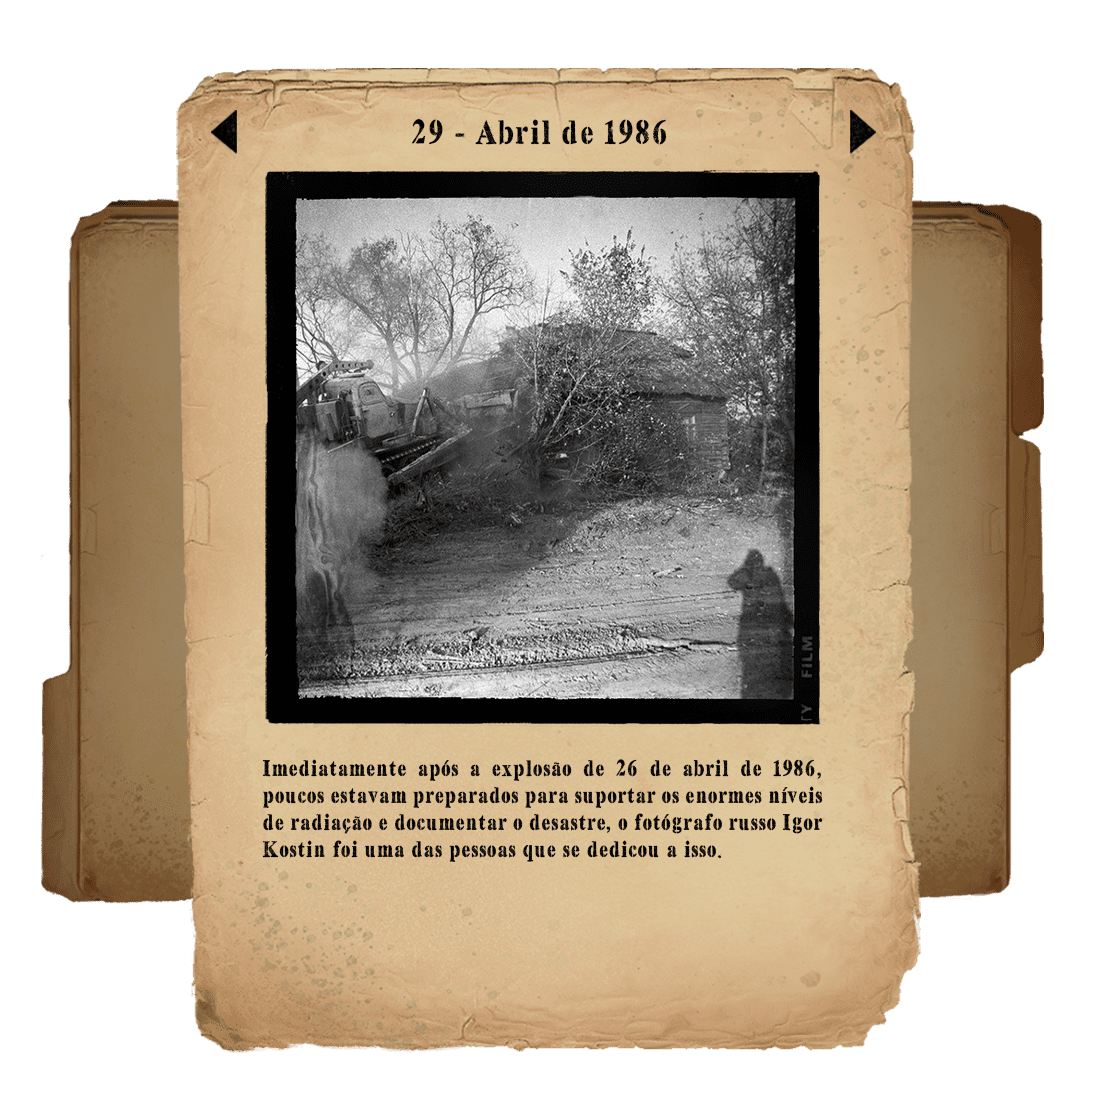 29 - Abril de 1986
TY FILM
Imediatamente após a explosão de 26 de abril de 1986,
poucos estavam preparados para suportar os enormes níveis
de radiação e documentar o desastre, o fotógrafo russo Igor
Kostin foi uma das pessoas que se dedicou a isso.